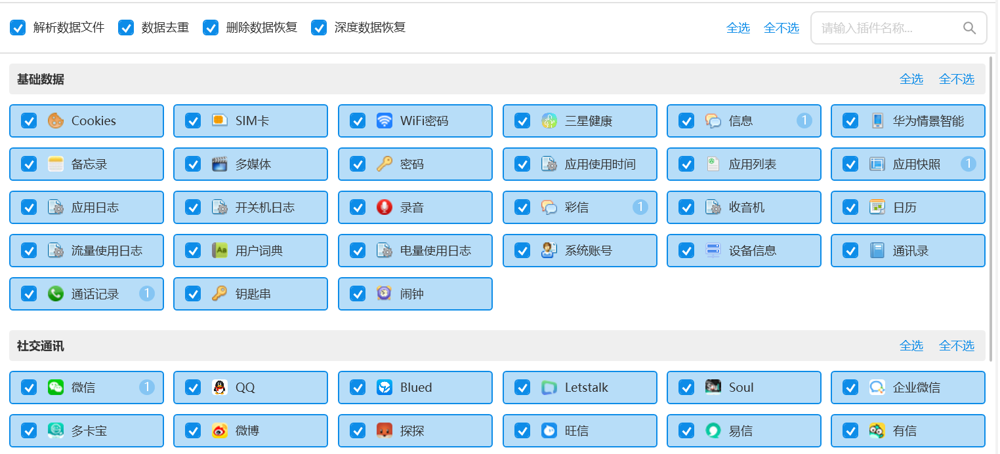 解析数据文件 数据去重 删除数据恢复 深度数据恢复 全选 全不选 请输入插件名称...
基础数据 全选 全不选
Cookies SIM卡 WiFi密码 三星健康 信息 1 华为情景智能
备忘录 多媒体 密码 应用使用时间 应用列表 应用快照 1
应用日志 开关机日志 录音 彩信 1 收音机 日历
流量使用日志 用户词典 电量使用日志 系统账号 设备信息 通讯录
通话记录 1 钥匙串 闹钟
社交通讯 全选 全不选
微信 1 QQ Blued Letstalk Soul 企业微信
多卡宝 微博 探探 旺信 易信 有信